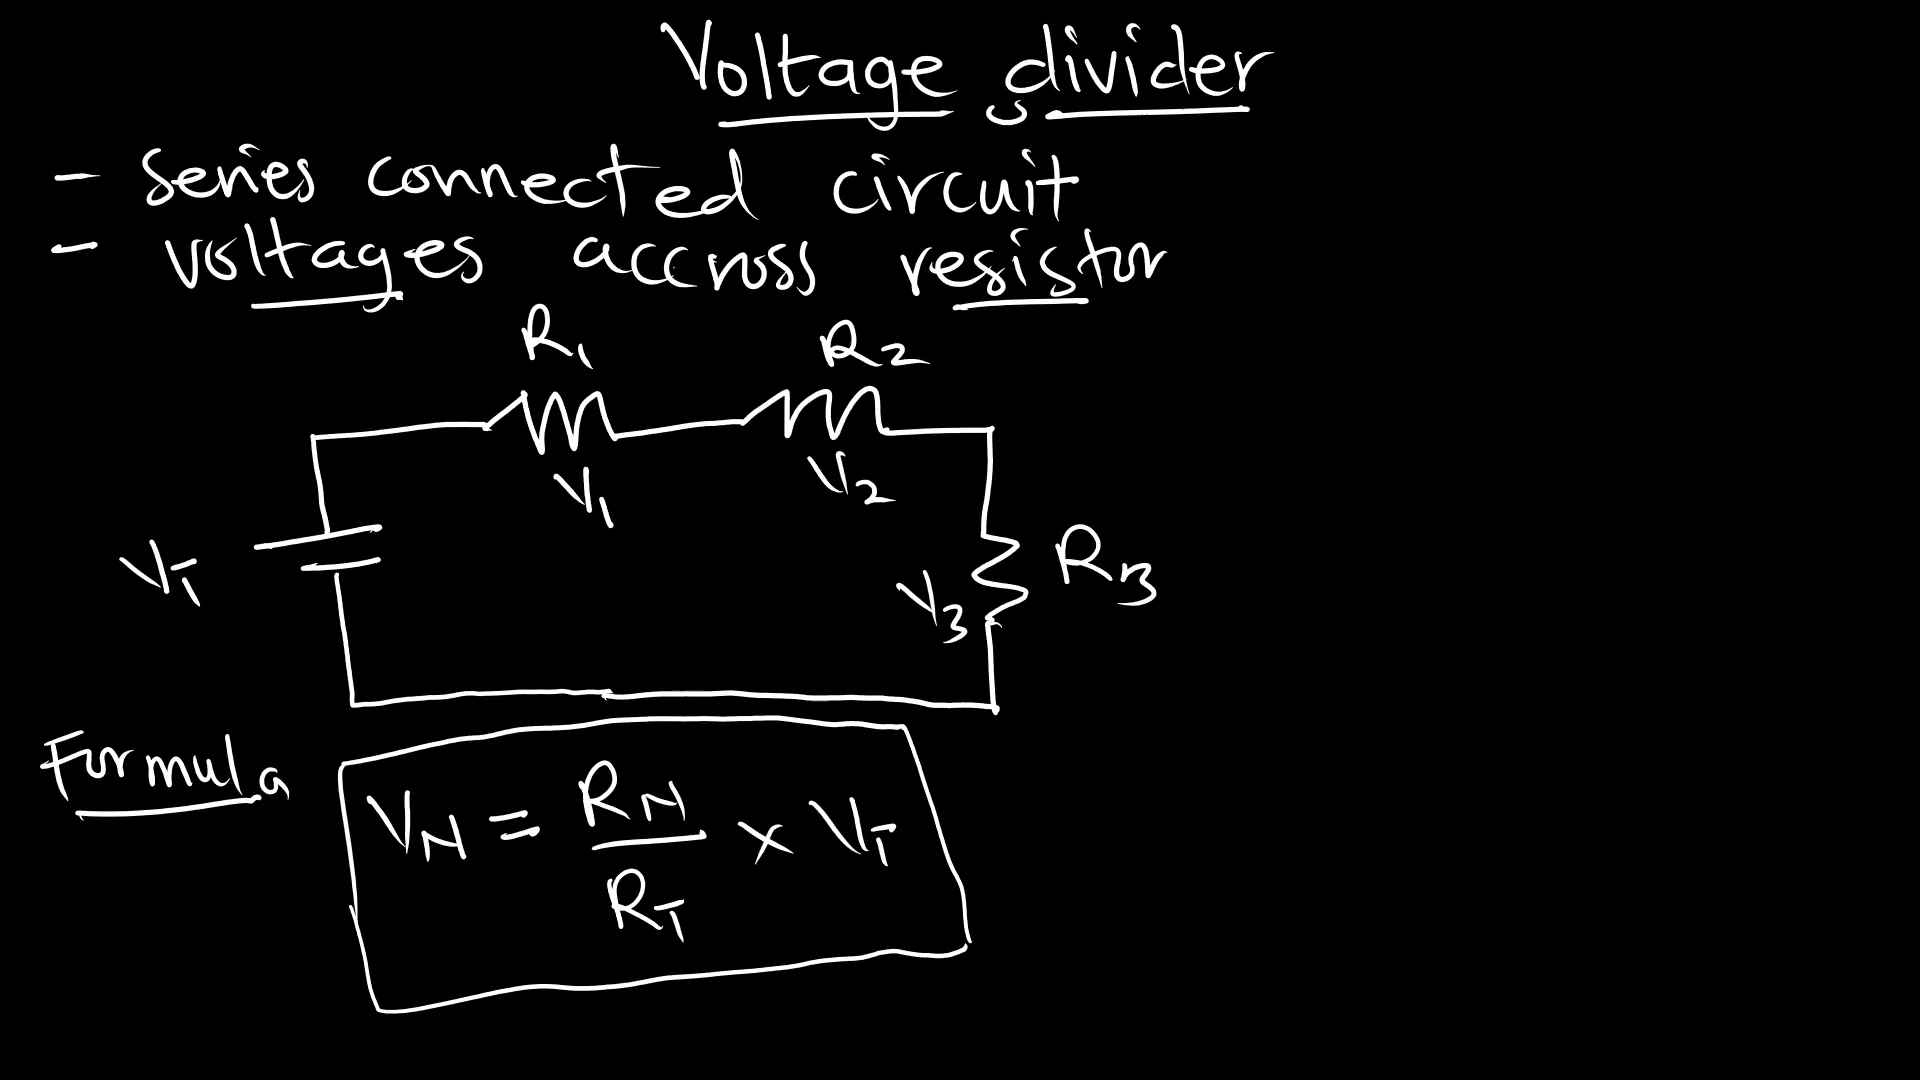 Voltage divider
- Series connected circuit
- voltages accross resistor
R1 R2
V1 V2
VT V3 R3
Formula
VN = RN/RT × VT